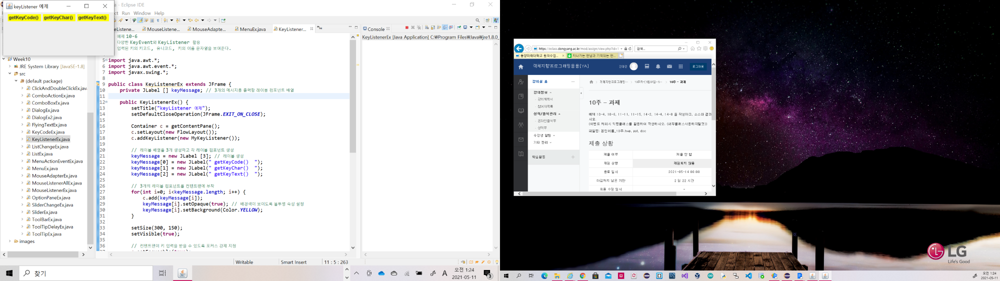 keyListener 예제
getKeyCode() getKeyChar() getKeyText()
- Eclipse IDE
Run Window Help
MouseListene...
MouseAdapter...
MenuEx.java
KeyListener...
Console
KeyListenerEx [Java Application] C:₩Program Files₩Java₩jre1.8.0_
Week10
JRE System Library [JavaSE-1.8]
src
(default package)
ClickAndDoubleClickEx.java
ComboActionEx.java
ComboBoxEx.java
DialogEx.java
DialogEx2.java
FlyingTextEx.java
KeyCodeEx.java
KeyListenerEx.java
ListChangeEx.java
ListEx.java
MenuActionEventEx.java
MenuEx.java
MouseAdapterEx.java
MouseListenerAllEx.java
MouseListenerEx.java
OptionPaneEx.java
SliderChangeEx.java
SliderEx.java
ToolBarEx.java
ToolTipDelayEx.java
ToolTipEx.java
images
예제 10-6
다양한 KeyEvent와 KeyListener 활용
입력된 키의 키코드, 유니코드, 키의 이름 문자열을 보여준다.
5 import java.awt.*;
6 import java.awt.event.*;
7 import javax.swing.*;
8
9 public class KeyListenerEx extends JFrame {
10 private JLabel [] keyMessage; // 3개의 메시지를 출력할 레이블 컴포넌트 배열
11
12 public KeyListenerEx() {
13 setTitle("keyListener 예제");
14 setDefaultCloseOperation(JFrame.EXIT_ON_CLOSE);
15
16 Container c = getContentPane();
17 c.setLayout(new FlowLayout());
18 c.addKeyListener(new MyKeyListener());
19
20 // 레이블 배열을 3개 생성하고 각 레이블 컴포넌트 생성
21 keyMessage = new JLabel [3]; // 레이블 생성
22 keyMessage[0] = new JLabel(" getKeyCode() ");
23 keyMessage[1] = new JLabel(" getKeyChar() ");
24 keyMessage[2] = new JLabel(" getKeyText() ");
25
26 // 3개의 레이블 컴포넌트를 컨텐트팬에 부착
27 for(int i=0; i<keyMessage.length; i++) {
28 c.add(keyMessage[i]);
29 keyMessage[i].setOpaque(true); // 배경색이 보이도록 불투명 속성 설정
30 keyMessage[i].setBackground(Color.YELLOW);
31 }
32
33 setSize(300, 150);
34 setVisible(true);
35
36 // 컨텐트팬이 키 입력을 받을 수 있도록 포커스 강제 지정
Writable
Smart Insert
11 : 5 : 263
찾기
A
오전 1:24
2021-05-11
3
https://eclass.dongyang.ac.kr/mod/assign/view.php?id=1
검색...
동양미래대학교 원격수업...
지나가는 만남과 기억되는 만...
객체지향프로그래밍응용[YA]
로그아웃
강의실 홈
강의정보
- 강의계획서
- 참여자목록
성적/출석관리
- 온라인출석부
- 성적부
수강생 알림
기타 관리
학습활동
객체지향프로그래밍...
10주차-[5월07일~5...
10주 - 과제
10주 – 과제
예제 10-4, 10-6, 11-11, 11-15, 14-2, 14-4, 14-8 을 작성하고, 소스와 결과
시오.
(이벤트 처리시 익명클래스를 활용하여 작성하시오. (내부클래스사용하지말것))
파일명: 본인이름_10주.hwp, ppt, doc
제출 상황
제출 여부 제출 안 함
채점 상황 채점되지 않음
종료 일시 2021-05-14 00:00
마감까지 남은 기한 2 일 22 시간
최종 수정 일시 -
LG
Life's Good
오전 1:24
2021-05-11